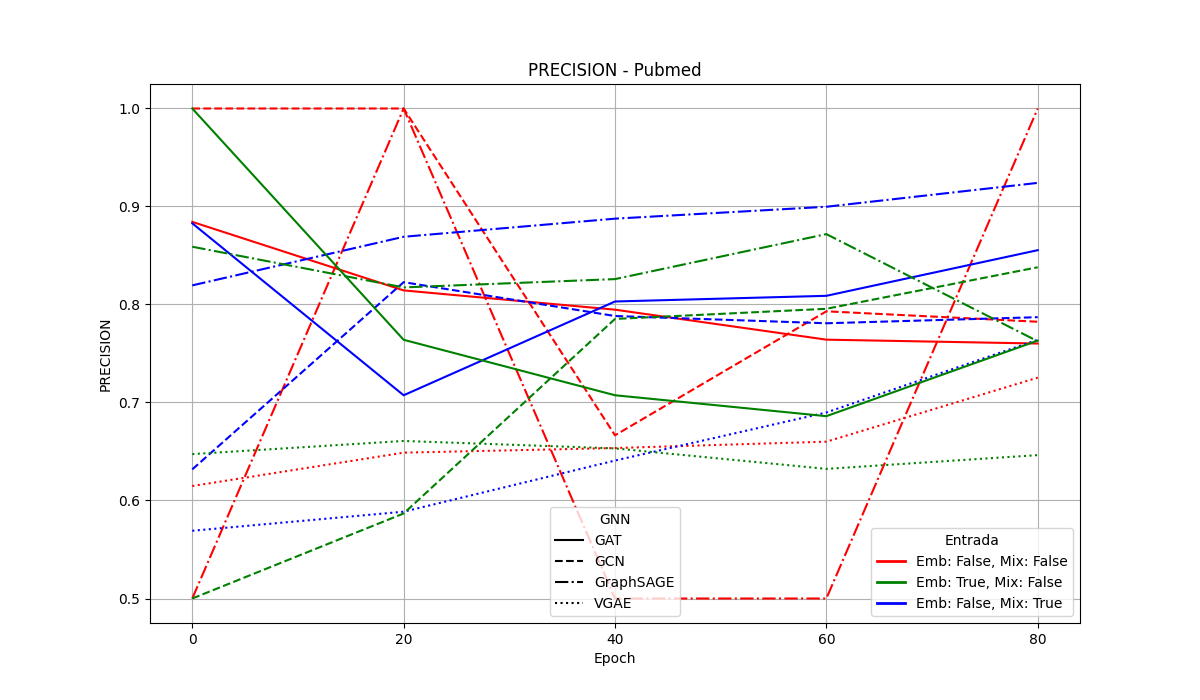 PRECISION - Pubmed
1.0
0.9
0.8
0.7
0.6
0.5
PRECISION
0
20
40
60
80
Epoch
GNN
GAT
GCN
GraphSAGE
VGAE
Entrada
Emb: False, Mix: False
Emb: True, Mix: False
Emb: False, Mix: True